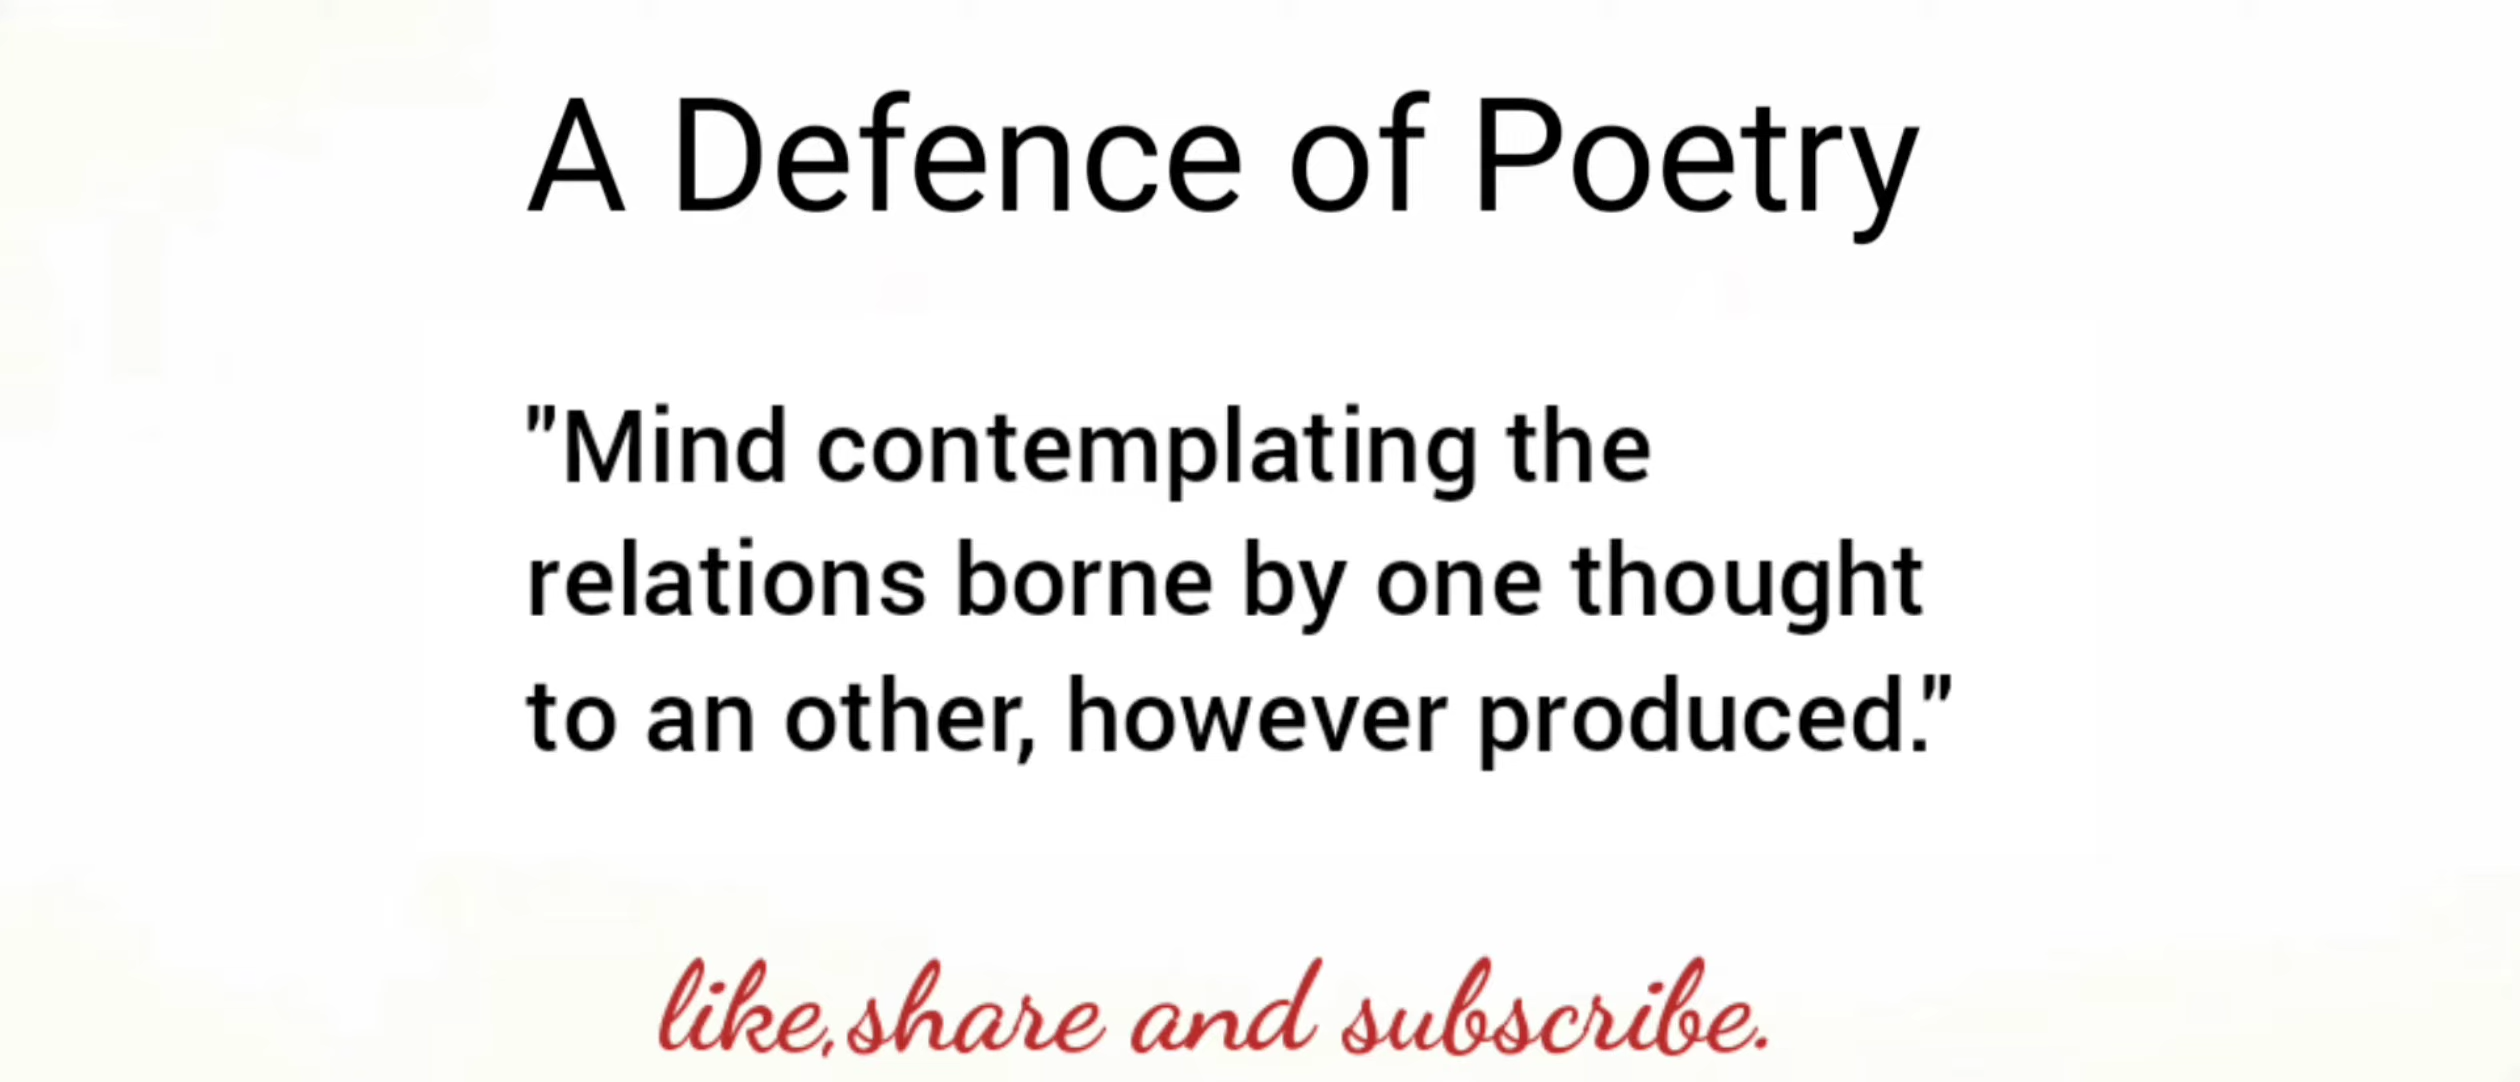 A Defence of Poetry
"Mind contemplating the
relations borne by one thought
to an other, however produced."
like, share and subscribe.